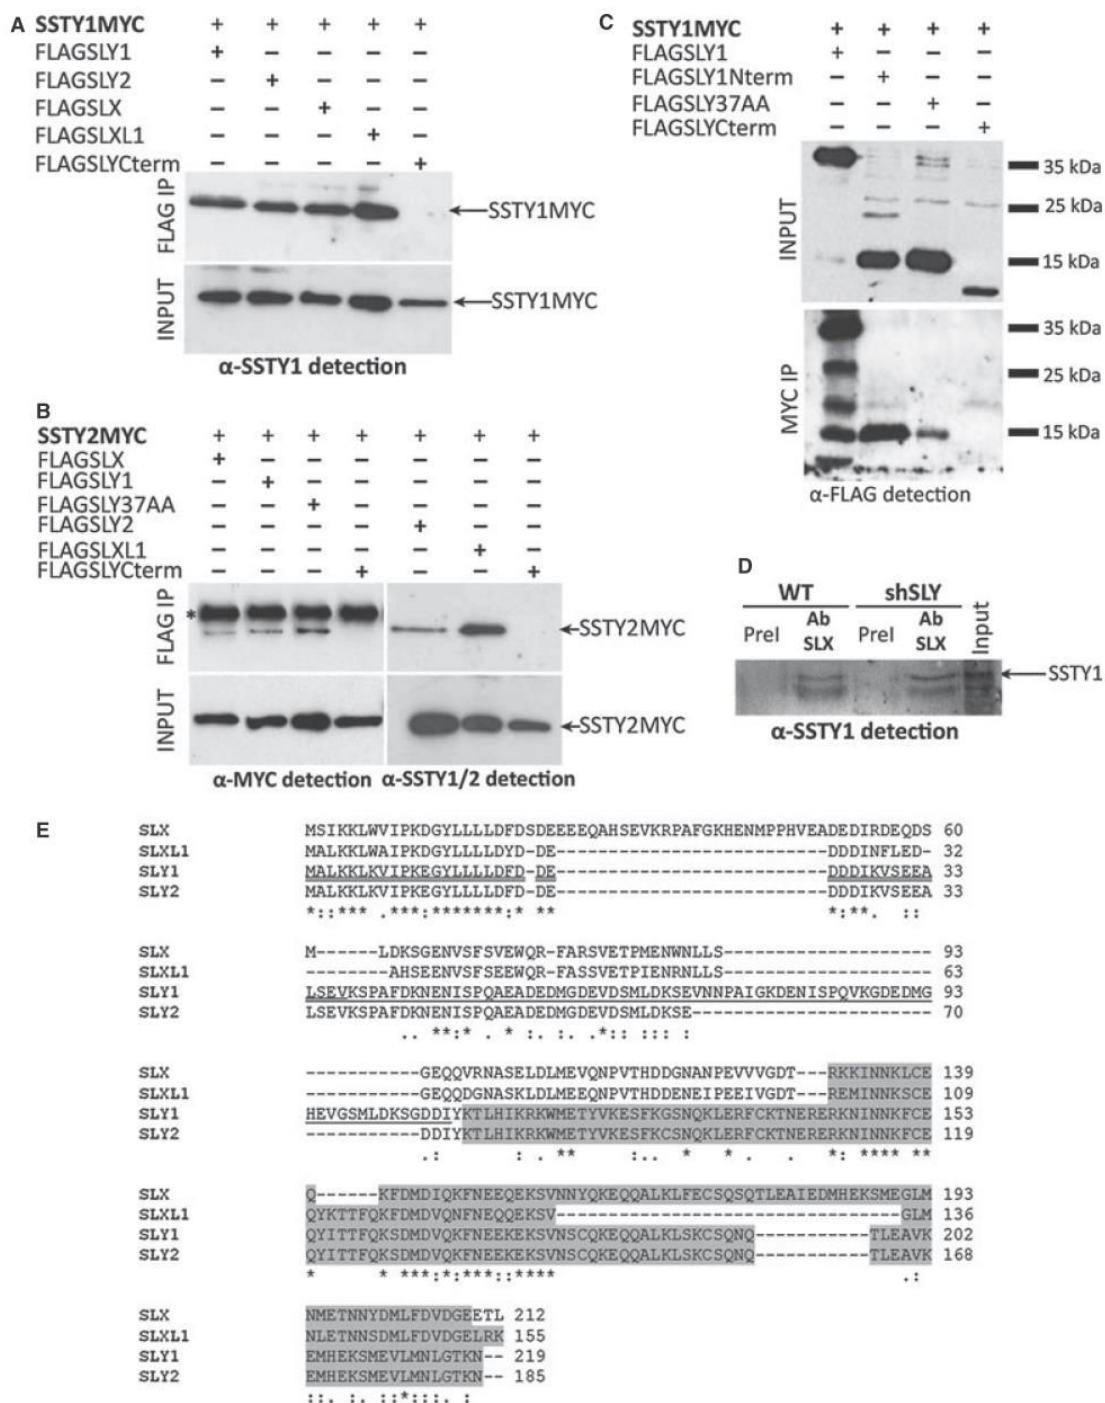 A
SSTY1MYC + + + + +
FLAGSLY1 + – – – –
FLAGSLY2 – + – – –
FLAGSLX – – + – –
FLAGSLXL1 – – – + –
FLAGSLYCterm – – – – +
FLAG IP
SSTY1MYC
INPUT
SSTY1MYC
α-SSTY1 detection
B
SSTY2MYC + + + + + + +
FLAGSLX + – – – – – –
FLAGSLY1 – + – – – – –
FLAGSLY37AA – – + – – – –
FLAGSLY2 – – – – + – –
FLAGSLXL1 – – – – – + –
FLAGSLYCterm – – – + – – +
FLAG IP
*
SSTY2MYC
INPUT
SSTY2MYC
α-MYC detection α-SSTY1/2 detection
C
SSTY1MYC + + + +
FLAGSLY1 + – – –
FLAGSLY1Nterm – + – –
FLAGSLY37AA – – + –
FLAGSLYCterm – – – +
INPUT
35 kDa
25 kDa
15 kDa
MYC IP
35 kDa
25 kDa
15 kDa
α-FLAG detection
D
WT shSLY
PreI Ab SLX PreI Ab SLX Input
SSTY1
α-SSTY1 detection
E
SLX MSIKKLWVIPKDGYLLLLDFDSDEEEEQAHSEVKRPAFGKHENMPPHVEADEDIRDEQDS 60
SLXL1 MALKKLWAIPKDGYLLLLDYD-DE--------------------------DDDINFLED- 32
SLY1 MALKKLKVIPKEGYLLLLDFD-DE--------------------------DDDIKVSEEA 33
SLY2 MALKKLKVIPKEGYLLLLDFD-DE--------------------------DDDIKVSEEA 33
*::*** .***:*******:* ** *:**. ::
SLX M------LDKSGENVSFSVEWQR-FARSVETPMENWNLLS-------------------- 93
SLXL1 --------AHSEENVSFSEEWQR-FASSVETPIENRNLLS-------------------- 63
SLY1 LSEVKSPAFDKNENISPQAEADEDMGDEVDSMLDKSEVNNPAIGKDENISPQVKGDEDMG 93
SLY2 LSEVKSPAFDKNENISPQAEADEDMGDEVDSMLDKSE----------------------- 70
.. **:* . * :. :. .*:: :: :
SLX -----------GEQQVRNASELDLMEVQNPVTHDDGNANPEVVVGDT---RKKINNKLCE 139
SLXL1 -----------GEQQDGNASKLDLMEEQNPVTHDDENEIPEEIVGDT---REMINNKSCE 109
SLY1 HEVGSMLDKSGDDIYKTLHIKRKWMETYVKESFKGSNQKLERFCKTNERERKNINNKFCE 153
SLY2 -----------DDIYKTLHIKRKWMETYVKESFKCSNQKLERFCKTNERERKNINNKFCE 119
.: : . ** :.. * * . *: **** **
SLX Q------KFDMDIQKFNEEQEKSVNNYQKEQQALKLFECSQSQTLEAIEDMHEKSMEGLM 193
SLXL1 QYKTTFQKFDMDVQNFNEQQEKSV---------------------------------GLM 136
SLY1 QYITTFQKSDMDVQKFNEEKEKSVNSCQKEQQALKLSKCSQNQ-----------TLEAVK 202
SLY2 QYITTFQKSDMDVQKFNEEKEKSVNSCQKEQQALKLSKCSQNQ-----------TLEAVK 168
* * ***:*:***::**** .:
SLX NMETNNYDMLFDVDGEETL 212
SLXL1 NLETNNSDMLFDVDGELRK 155
SLY1 EMHEKSMEVLMNLGTKN-- 219
SLY2 EMHEKSMEVLMNLGTKN-- 185
::. :. ::*:::. :